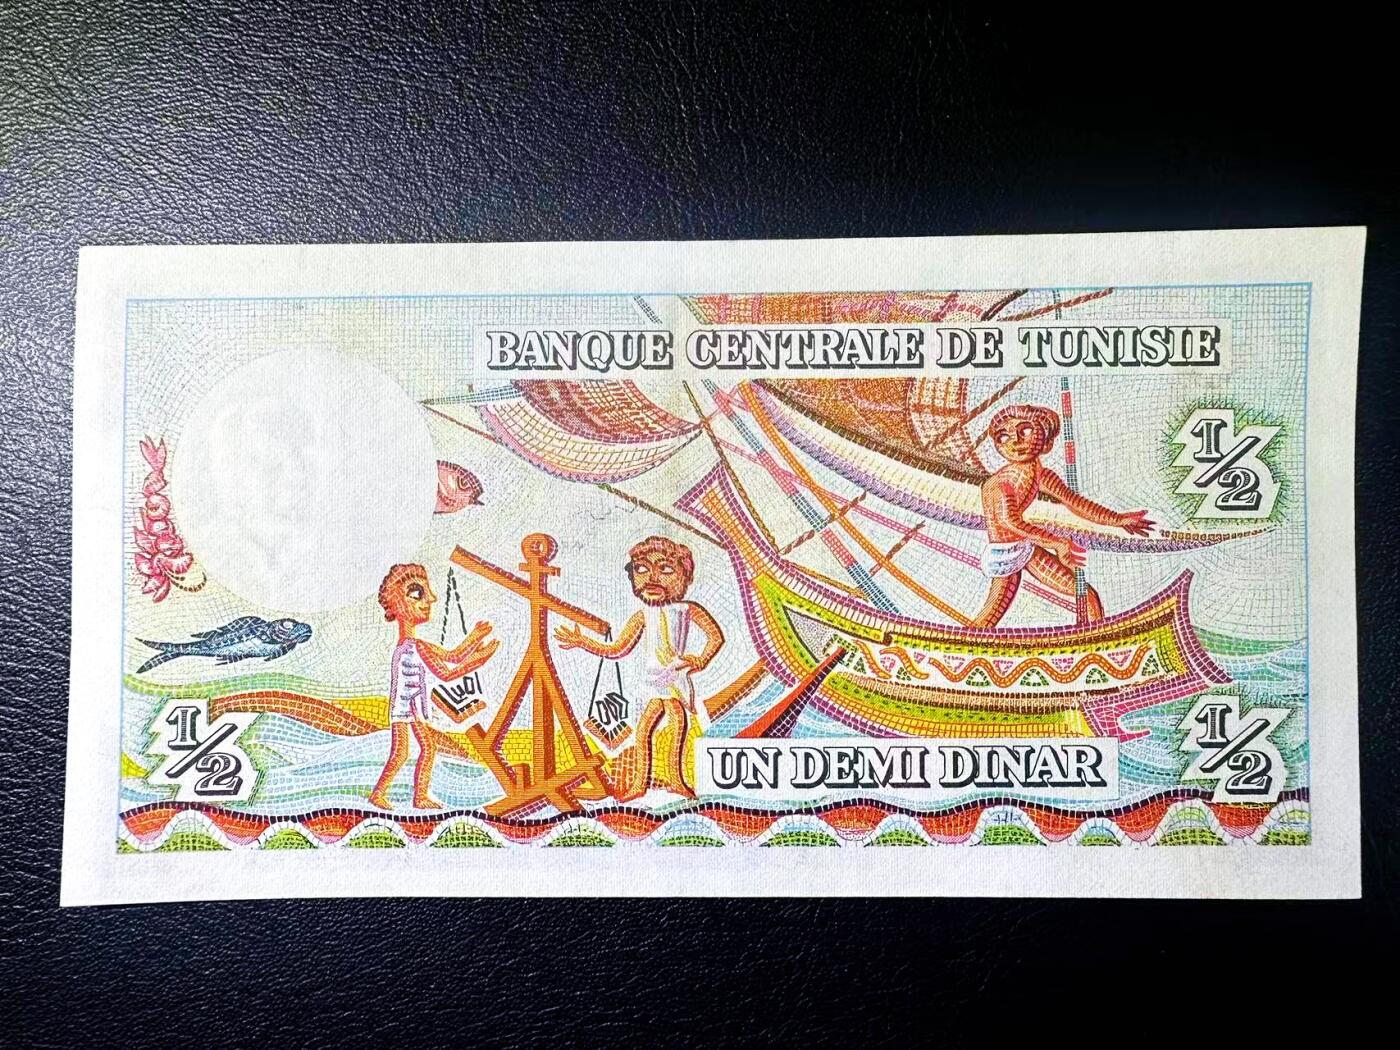 BANQUE CENTRALE DE TUNISIE
1/2
1/2
1/2
UN DEMI DINAR